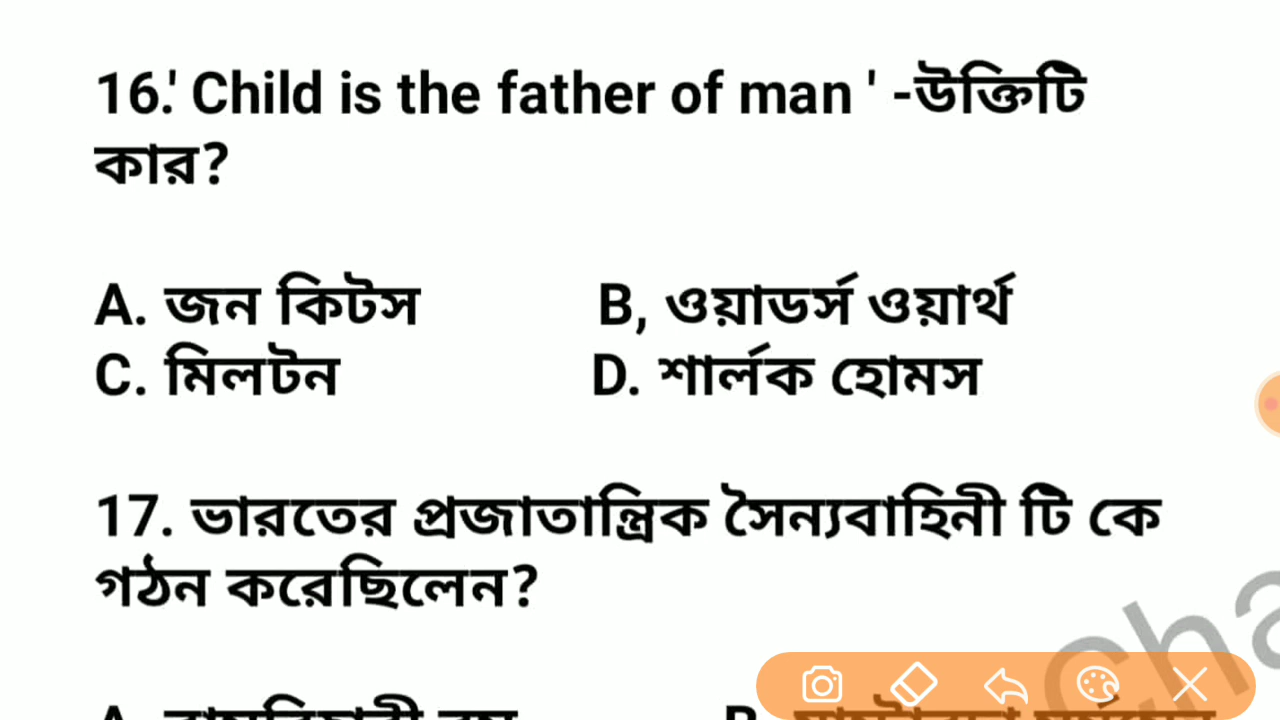 16.' Child is the father of man ' -উক্তিটি
কার?
A. জন কিটস B, ওয়াডর্স ওয়ার্থ
C. মিলটন D. শার্লক হোমস
17. ভারতের প্রজাতান্ত্রিক সৈন্যবাহিনী টি কে
গঠন করেছিলেন?
A.
B.
cha